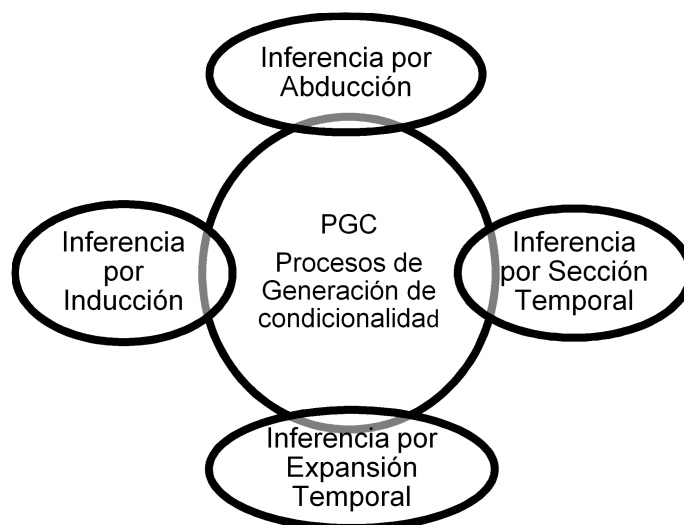 Inferencia por
Abducción
Inferencia
por
Inducción
PGC
Procesos de
Generación de
condicionalidad
Inferencia
por Sección
Temporal
Inferencia por
Expansión
Temporal